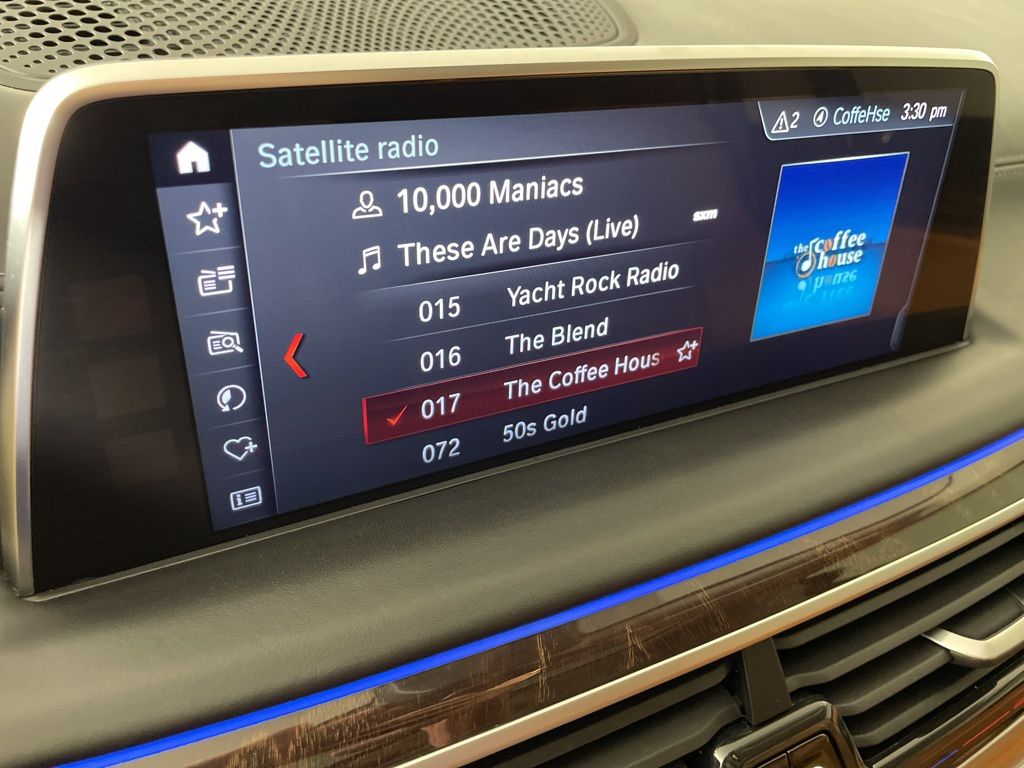 Satellite radio
2 CoffeHse 3:30 pm
10,000 Maniacs
These Are Days (Live)
sxm
015 Yacht Rock Radio
016 The Blend
017 The Coffee Hous
072 50s Gold
the coffee
house